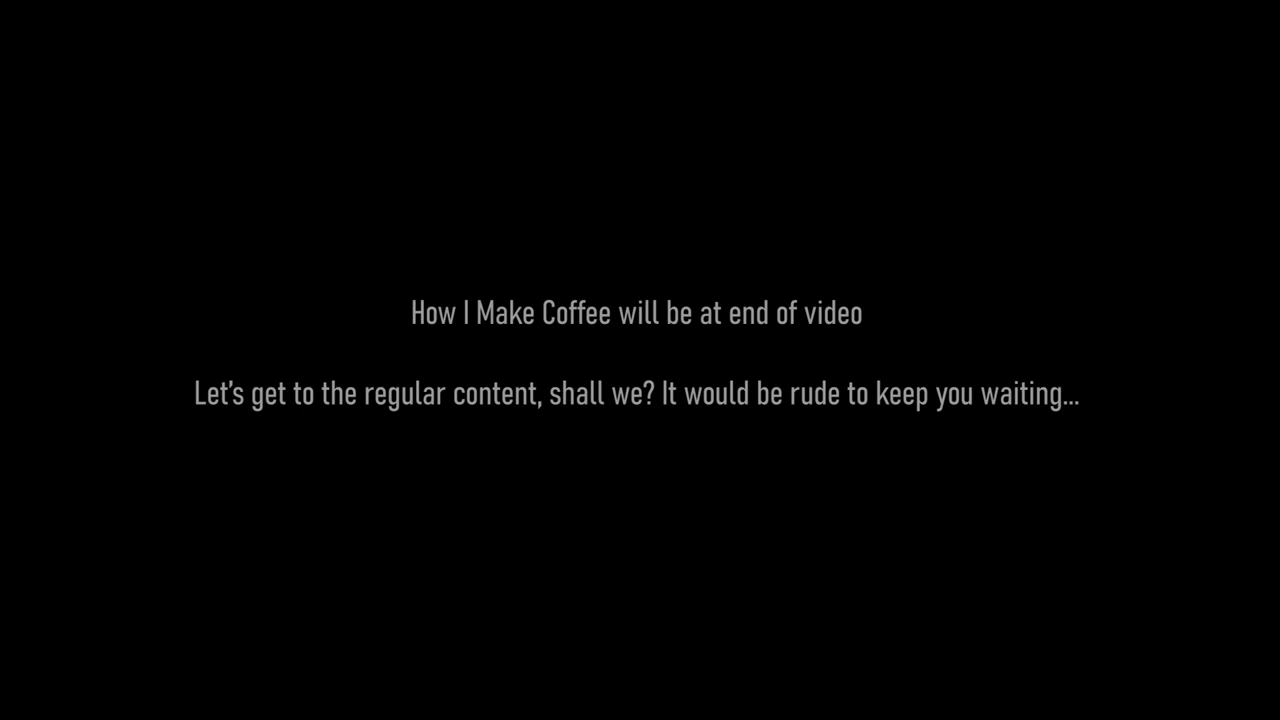 How I Make Coffee will be at end of video
Let’s get to the regular content, shall we? It would be rude to keep you waiting...